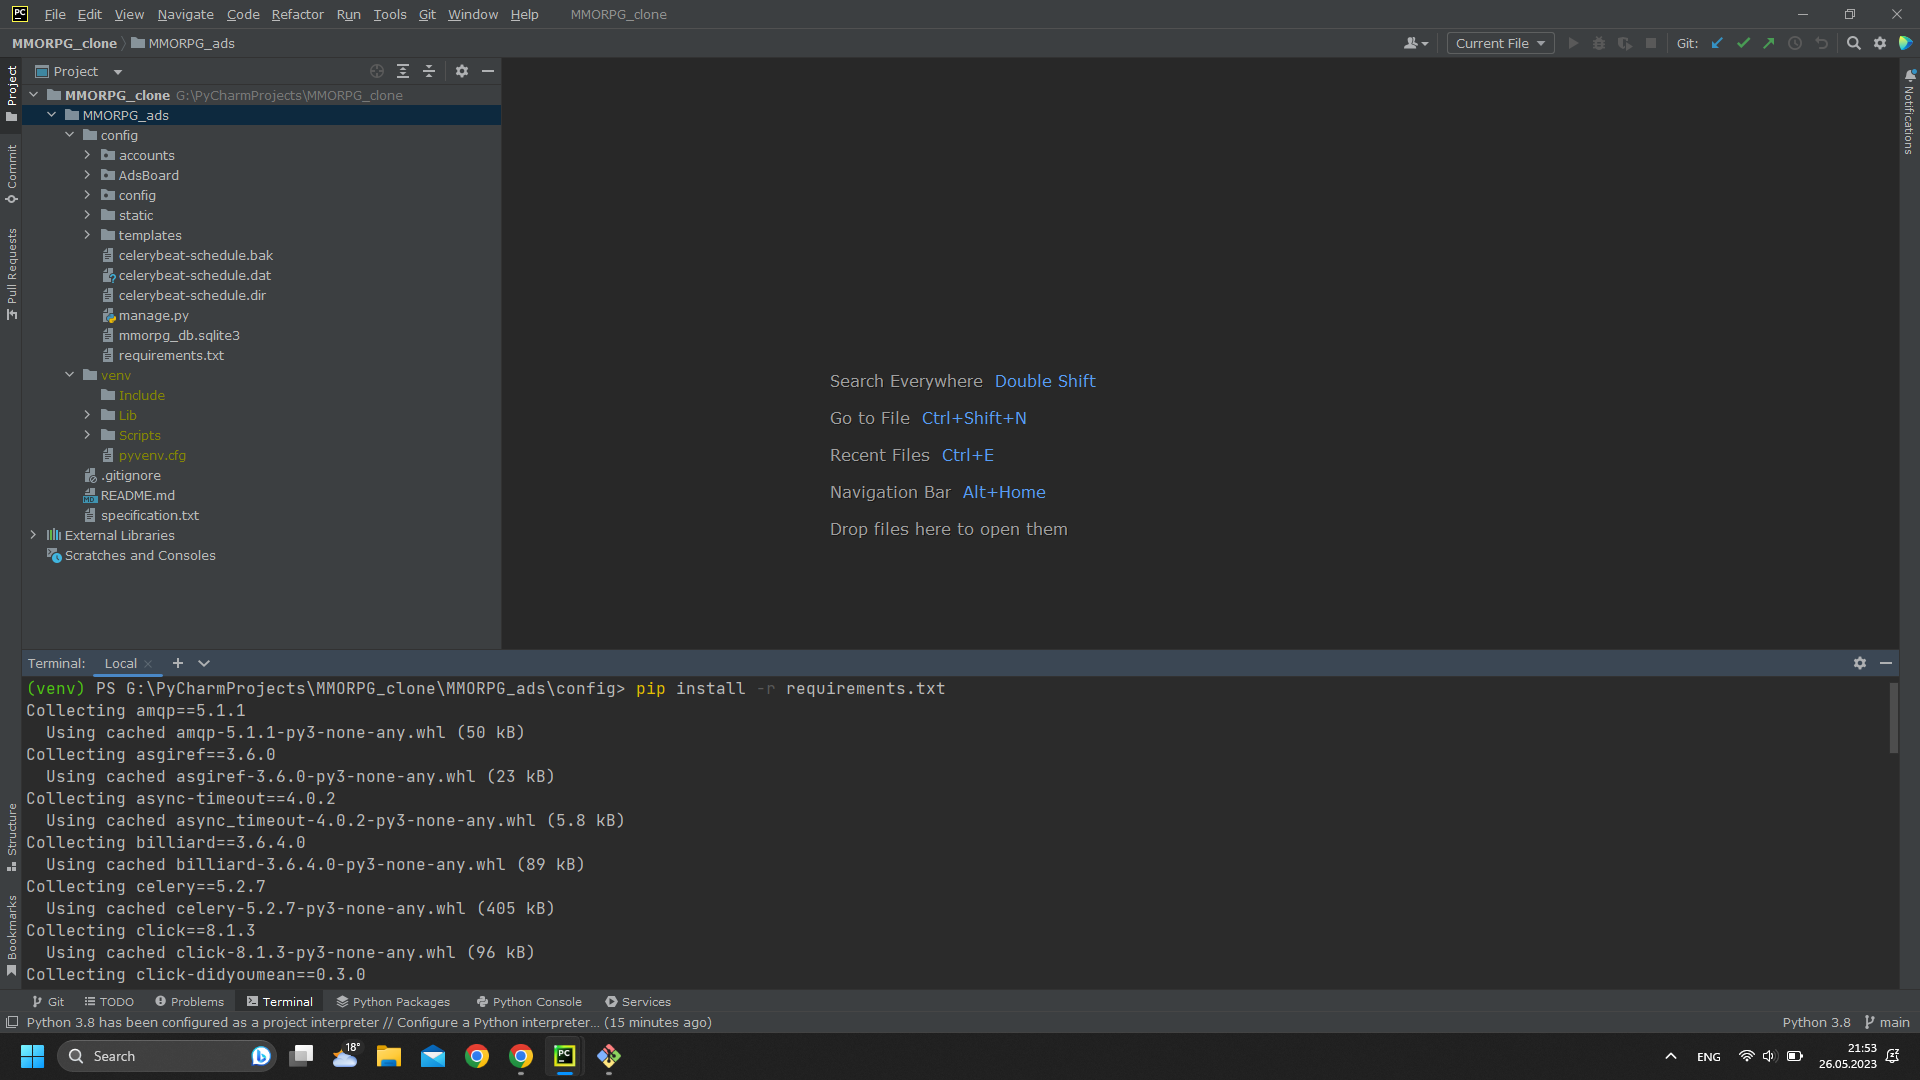 PC File Edit View Navigate Code Refactor Run Tools Git Window Help MMORPG_clone
MMORPG_clone MMORPG_ads Current File Git:
Project
Project
MMORPG_clone G:\PyCharmProjects\MMORPG_clone
MMORPG_ads
config
accounts
AdsBoard
config
static
templates
celerybeat-schedule.bak
celerybeat-schedule.dat
celerybeat-schedule.dir
manage.py
mmorpg_db.sqlite3
requirements.txt
venv
Include
Lib
Scripts
pyvenv.cfg
.gitignore
README.md
specification.txt
External Libraries
Scratches and Consoles
Commit
Pull Requests
Structure
Bookmarks
Notifications
Search Everywhere Double Shift
Go to File Ctrl+Shift+N
Recent Files Ctrl+E
Navigation Bar Alt+Home
Drop files here to open them
Terminal: Local
(venv) PS G:\PyCharmProjects\MMORPG_clone\MMORPG_ads\config> pip install -r requirements.txt
Collecting amqp==5.1.1
Using cached amqp-5.1.1-py3-none-any.whl (50 kB)
Collecting asgiref==3.6.0
Using cached asgiref-3.6.0-py3-none-any.whl (23 kB)
Collecting async-timeout==4.0.2
Using cached async_timeout-4.0.2-py3-none-any.whl (5.8 kB)
Collecting billiard==3.6.4.0
Using cached billiard-3.6.4.0-py3-none-any.whl (89 kB)
Collecting celery==5.2.7
Using cached celery-5.2.7-py3-none-any.whl (405 kB)
Collecting click==8.1.3
Using cached click-8.1.3-py3-none-any.whl (96 kB)
Collecting click-didyoumean==0.3.0
Git TODO Problems Terminal Python Packages Python Console Services
Python 3.8 has been configured as a project interpreter // Configure a Python interpreter... (15 minutes ago) Python 3.8 main
Search 18° PC ENG 21:53
26.05.2023